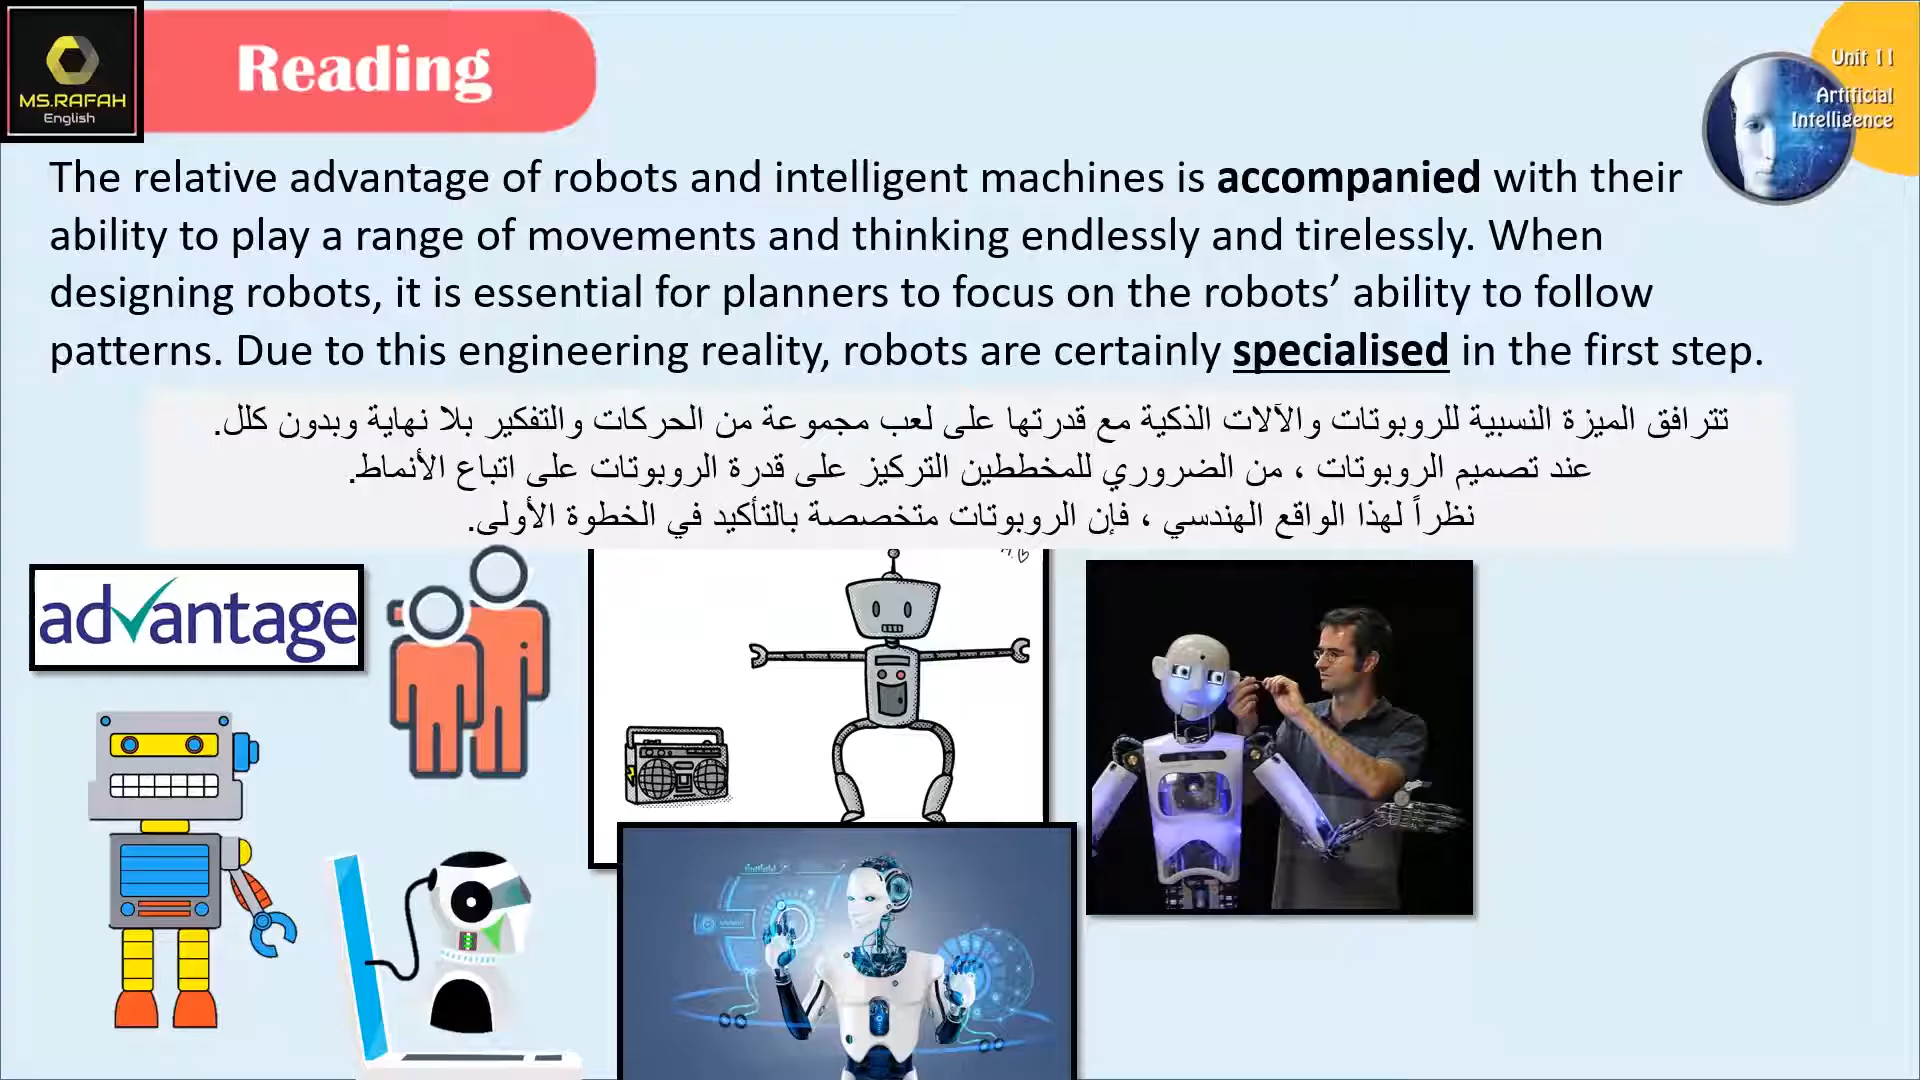 MS.RAFAH
English
Reading
Unit 11
Artificial
Intelligence
The relative advantage of robots and intelligent machines is accompanied with their
ability to play a range of movements and thinking endlessly and tirelessly. When
designing robots, it is essential for planners to focus on the robots’ ability to follow
patterns. Due to this engineering reality, robots are certainly specialised in the first step.
تترافق الميزة النسبية للروبوتات والآلات الذكية مع قدرتها على لعب مجموعة من الحركات والتفكير بلا نهاية وبدون كلل.
عند تصميم الروبوتات ، من الضروري للمخططين التركيز على قدرة الروبوتات على اتباع الأنماط.
نظراً لهذا الواقع الهندسي ، فإن الروبوتات متخصصة بالتأكيد في الخطوة الأولى.
advantage